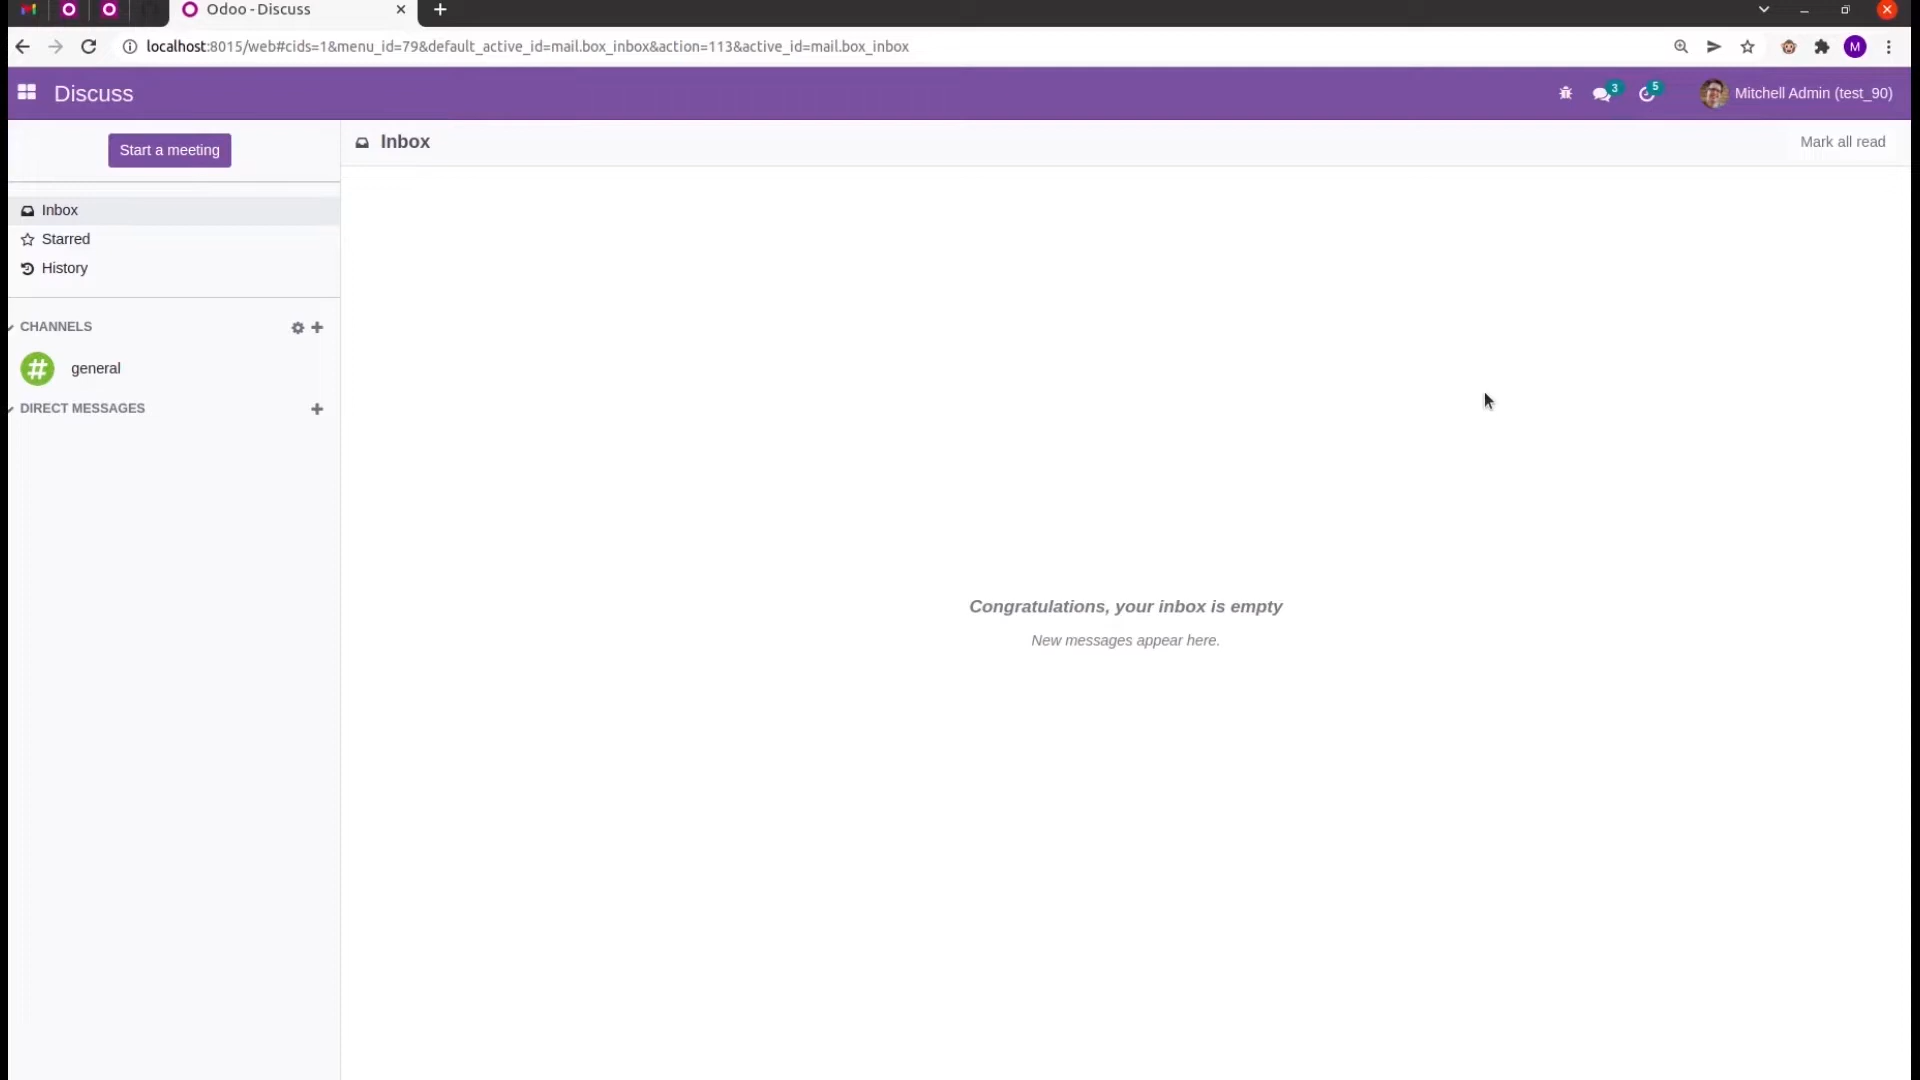 Odoo - Discuss
localhost:8015/web#cids=1&menu_id=79&default_active_id=mail.box_inbox&action=113&active_id=mail.box_inbox
M
Discuss
3
5
Mitchell Admin (test_90)
Start a meeting
Inbox
Mark all read
Inbox
Starred
History
CHANNELS
general
DIRECT MESSAGES
Congratulations, your inbox is empty
New messages appear here.